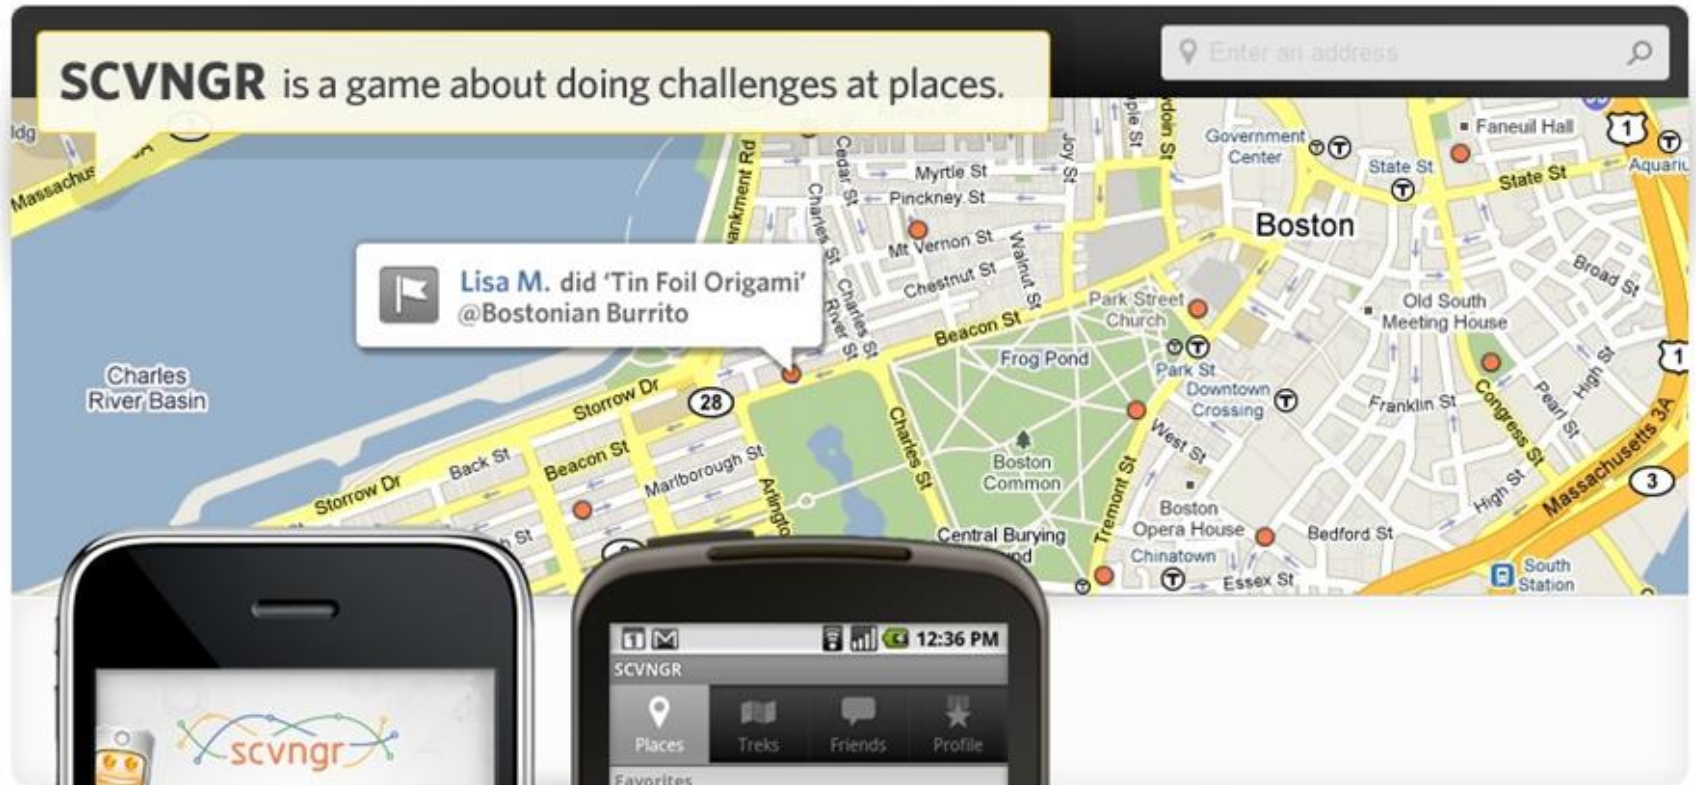 SCVNGR is a game about doing challenges at places.
Enter an address
ldg
Massachus
Cedar St
Joy St
Government
Center
Faneuil Hall
1
State St
State St
Myrtle St
Pinckney St
Charles St
Mt Vernon St
Walnut St
Boston
Chestnut St
Broad St
Lisa M. did ‘Tin Foil Origami’
@Bostonian Burrito
River St
Charles St
Beacon St
Park Street
Church
Old South
Meeting House
Frog Pond
1
Charles
River Basin
Park St
Downtown
Crossing
Storrow Dr
28
Franklin St
Congress St
Pearl St
High St
Massachusetts 3A
Charles St
West St
Back St
Beacon St
Marlborough St
Boston
Common
Storrow Dr
Arlingto
Tremont St
High St
3
Boston
Opera House
Central Burying
Bedford St
Chinatown
Essex St
South
Station
1
12:36 PM
SCVNGR
Places
Treks
Friends
Profile
Favorites
scvngr